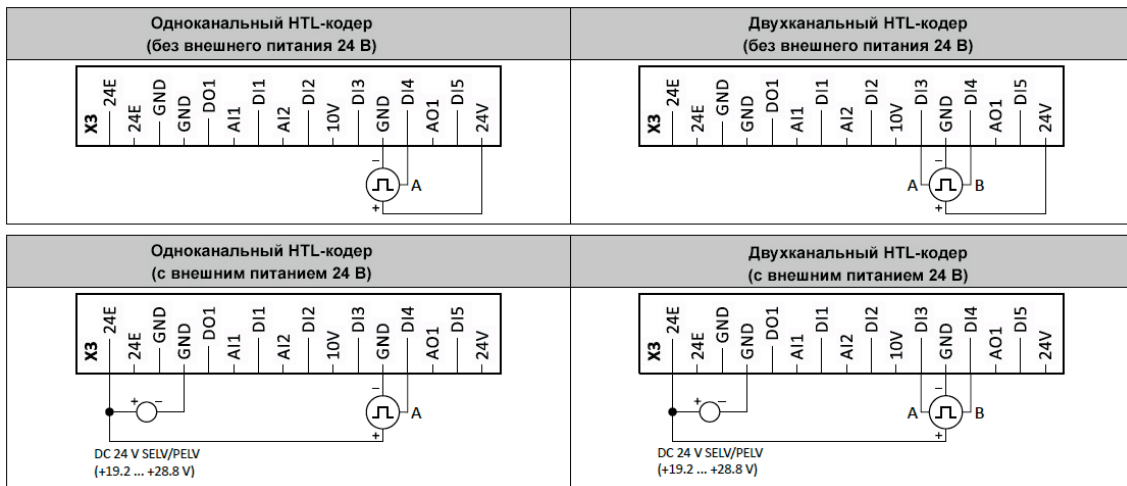 Одноканальный HTL-кодер
(без внешнего питания 24 В)
Двухканальный HTL-кодер
(без внешнего питания 24 В)
X3 24E 24E GND GND DO1 AI1 DI1 AI2 DI2 10V DI3 GND DI4 AO1 DI5 24V
− A
+
X3 24E 24E GND GND DO1 AI1 DI1 AI2 DI2 10V DI3 GND DI4 AO1 DI5 24V
−
A B
+
Одноканальный HTL-кодер
(с внешним питанием 24 В)
Двухканальный HTL-кодер
(с внешним питанием 24 В)
X3 24E 24E GND GND DO1 AI1 DI1 AI2 DI2 10V DI3 GND DI4 AO1 DI5 24V
+ −
− A
+
DC 24 V SELV/PELV
(+19.2 ... +28.8 V)
X3 24E 24E GND GND DO1 AI1 DI1 AI2 DI2 10V DI3 GND DI4 AO1 DI5 24V
+ −
−
A B
+
DC 24 V SELV/PELV
(+19.2 ... +28.8 V)